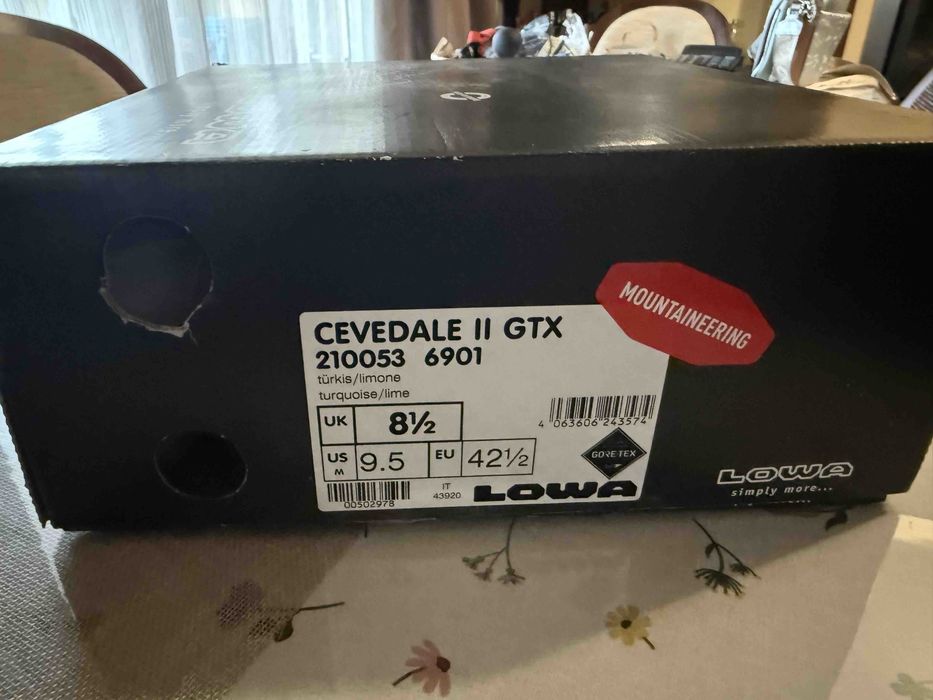 MOUNTAINEERING
CEVEDALE II GTX
210053 6901
türkis/limone
turquoise/lime
UK 8½
4 063606 243574
US M 9.5 EU 42½
GORE-TEX
00502978
IT
43920
LOWA
LOWA
simply more...